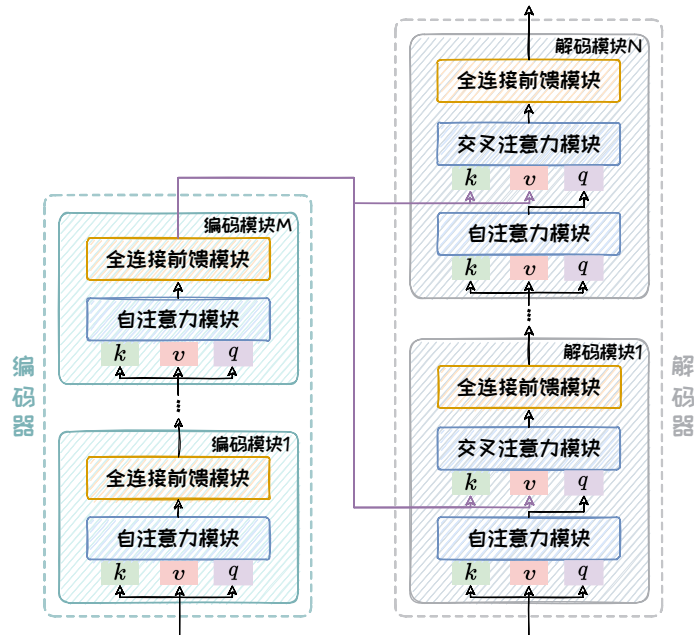 编码器
编码模块M
全连接前馈模块
自注意力模块
k v q
...
编码模块1
全连接前馈模块
自注意力模块
k v q
解码器
解码模块N
全连接前馈模块
交叉注意力模块
k v q
自注意力模块
k v q
...
解码模块1
全连接前馈模块
交叉注意力模块
k v q
自注意力模块
k v q